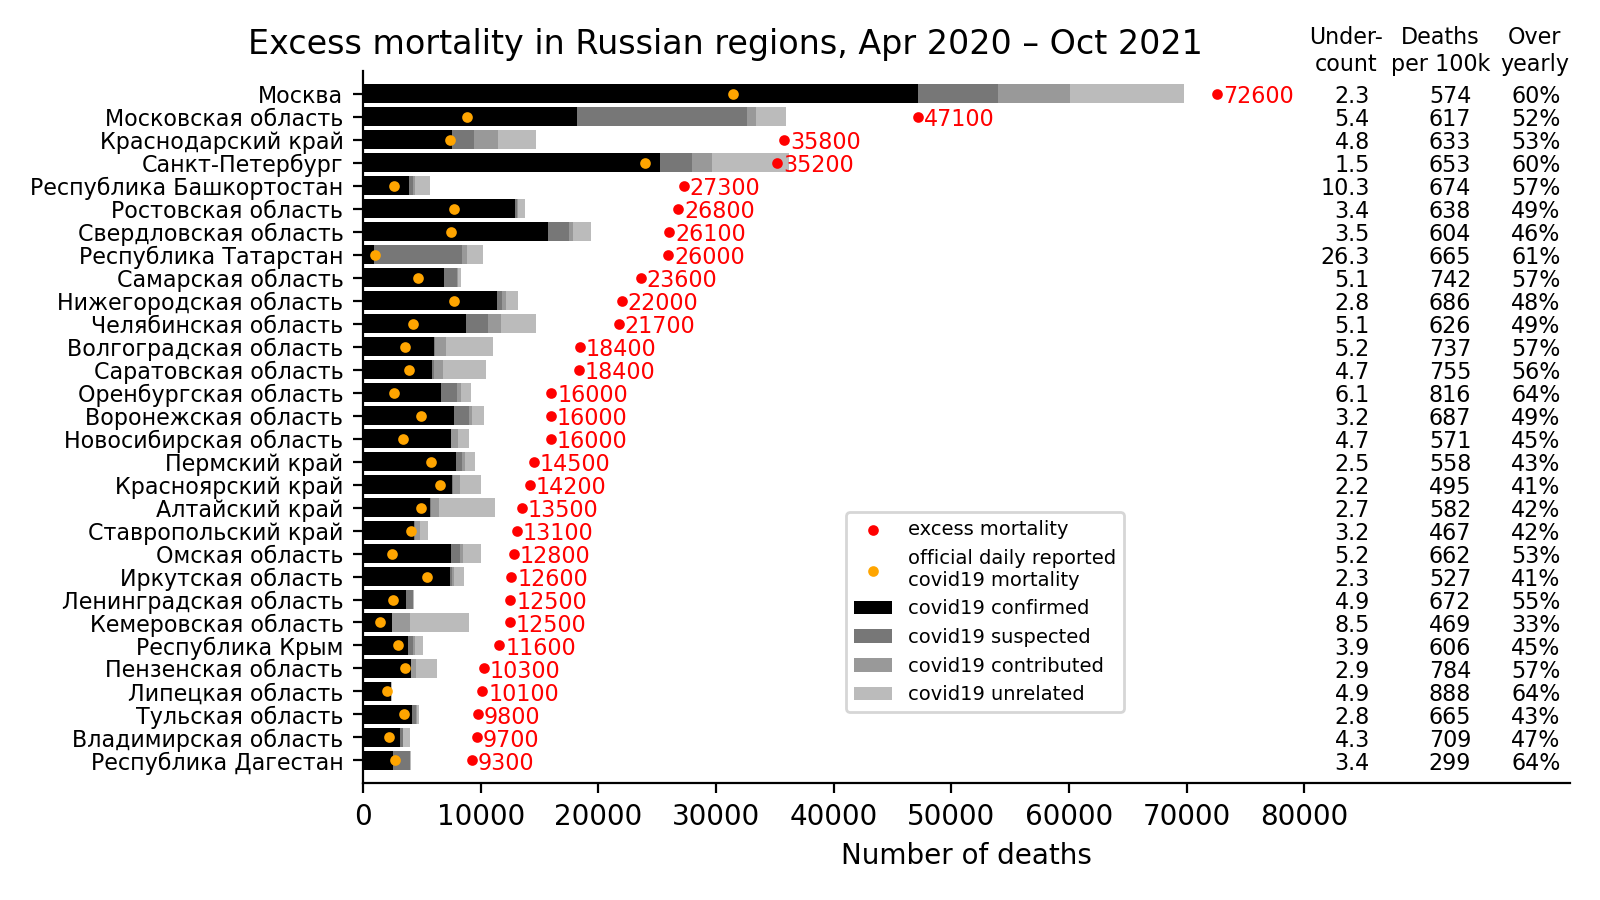 Excess mortality in Russian regions, Apr 2020 – Oct 2021
Under-count Deaths per 100k Over yearly
Москва 72600 2.3 574 60%
Московская область 47100 5.4 617 52%
Краснодарский край 35800 4.8 633 53%
Санкт-Петербург 35200 1.5 653 60%
Республика Башкортостан 27300 10.3 674 57%
Ростовская область 26800 3.4 638 49%
Свердловская область 26100 3.5 604 46%
Республика Татарстан 26000 26.3 665 61%
Самарская область 23600 5.1 742 57%
Нижегородская область 22000 2.8 686 48%
Челябинская область 21700 5.1 626 49%
Волгоградская область 18400 5.2 737 57%
Саратовская область 18400 4.7 755 56%
Оренбургская область 16000 6.1 816 64%
Воронежская область 16000 3.2 687 49%
Новосибирская область 16000 4.7 571 45%
Пермский край 14500 2.5 558 43%
Красноярский край 14200 2.2 495 41%
Алтайский край 13500 2.7 582 42%
Ставропольский край 13100 3.2 467 42%
Омская область 12800 5.2 662 53%
Иркутская область 12600 2.3 527 41%
Ленинградская область 12500 4.9 672 55%
Кемеровская область 12500 8.5 469 33%
Республика Крым 11600 3.9 606 45%
Пензенская область 10300 2.9 784 57%
Липецкая область 10100 4.9 888 64%
Тульская область 9800 2.8 665 43%
Владимирская область 9700 4.3 709 47%
Республика Дагестан 9300 3.4 299 64%
excess mortality
official daily reported
covid19 mortality
covid19 confirmed
covid19 suspected
covid19 contributed
covid19 unrelated
0 10000 20000 30000 40000 50000 60000 70000 80000
Number of deaths